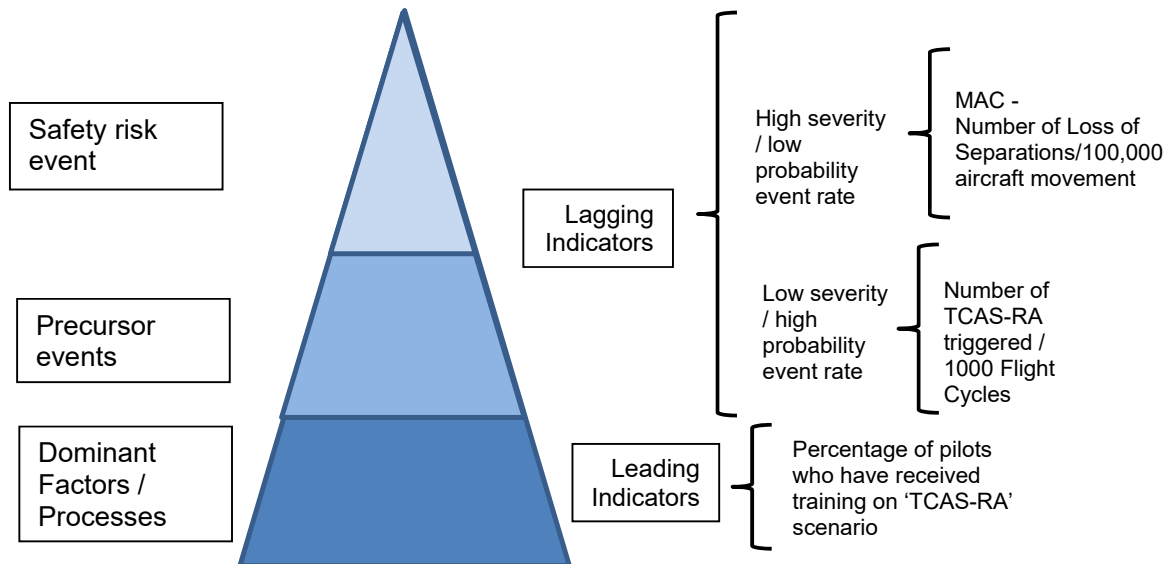 Safety risk
event
Precursor
events
Dominant
Factors /
Processes
Lagging
Indicators
High severity
/ low
probability
event rate
MAC -
Number of Loss of
Separations/100,000
aircraft movement
Low severity
/ high
probability
event rate
Number of
TCAS-RA
triggered /
1000 Flight
Cycles
Leading
Indicators
Percentage of pilots
who have received
training on ‘TCAS-RA’
scenario